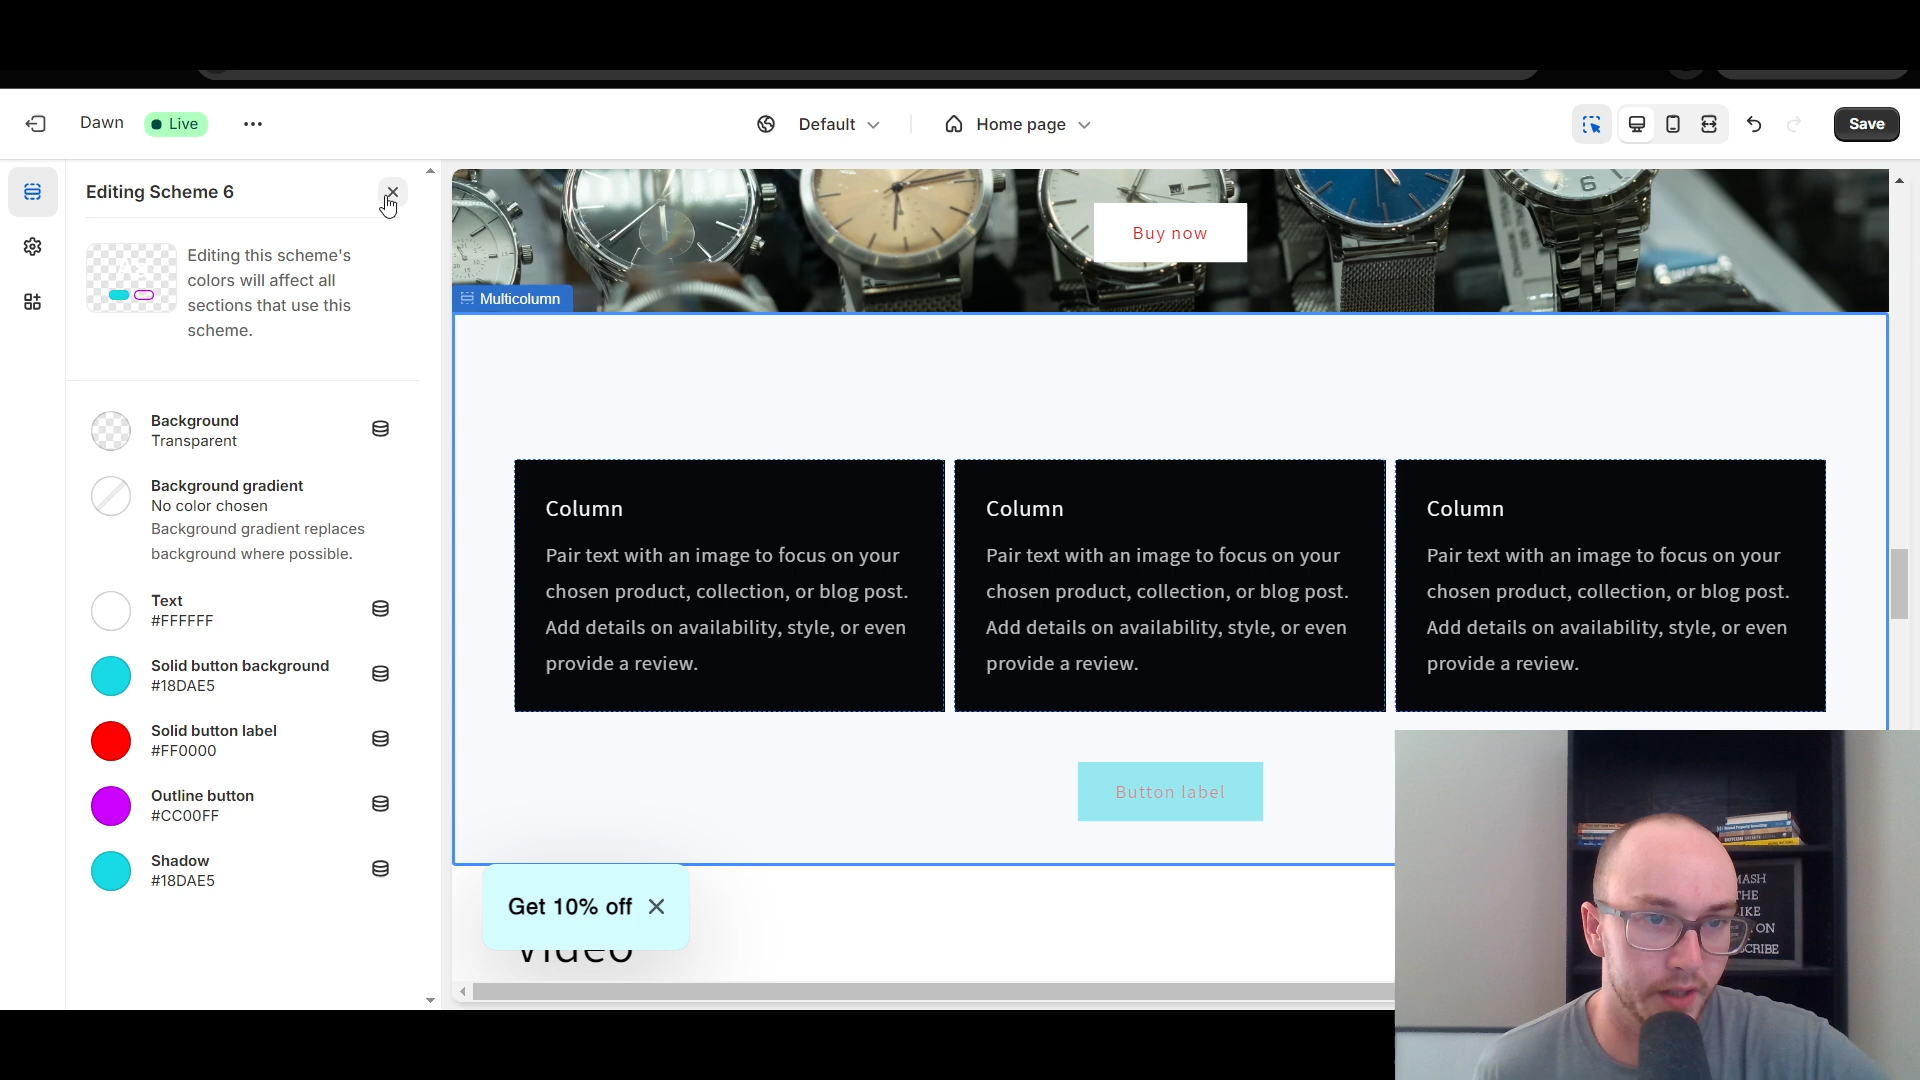 Dawn
Live
Default
Home page
Save
Editing Scheme 6
Editing this scheme's
colors will affect all
sections that use this
scheme.
Background
Transparent
Background gradient
No color chosen
Background gradient replaces
background where possible.
Text
#FFFFFF
Solid button background
#18DAE5
Solid button label
#FF0000
Outline button
#CC00FF
Shadow
#18DAE5
Buy now
Multicolumn
Column
Pair text with an image to focus on your
chosen product, collection, or blog post.
Add details on availability, style, or even
provide a review.
Column
Pair text with an image to focus on your
chosen product, collection, or blog post.
Add details on availability, style, or even
provide a review.
Column
Pair text with an image to focus on your
chosen product, collection, or blog post.
Add details on availability, style, or even
provide a review.
Button label
Get 10% off
Video
MASH
THE
IKE
ON
CRIBE